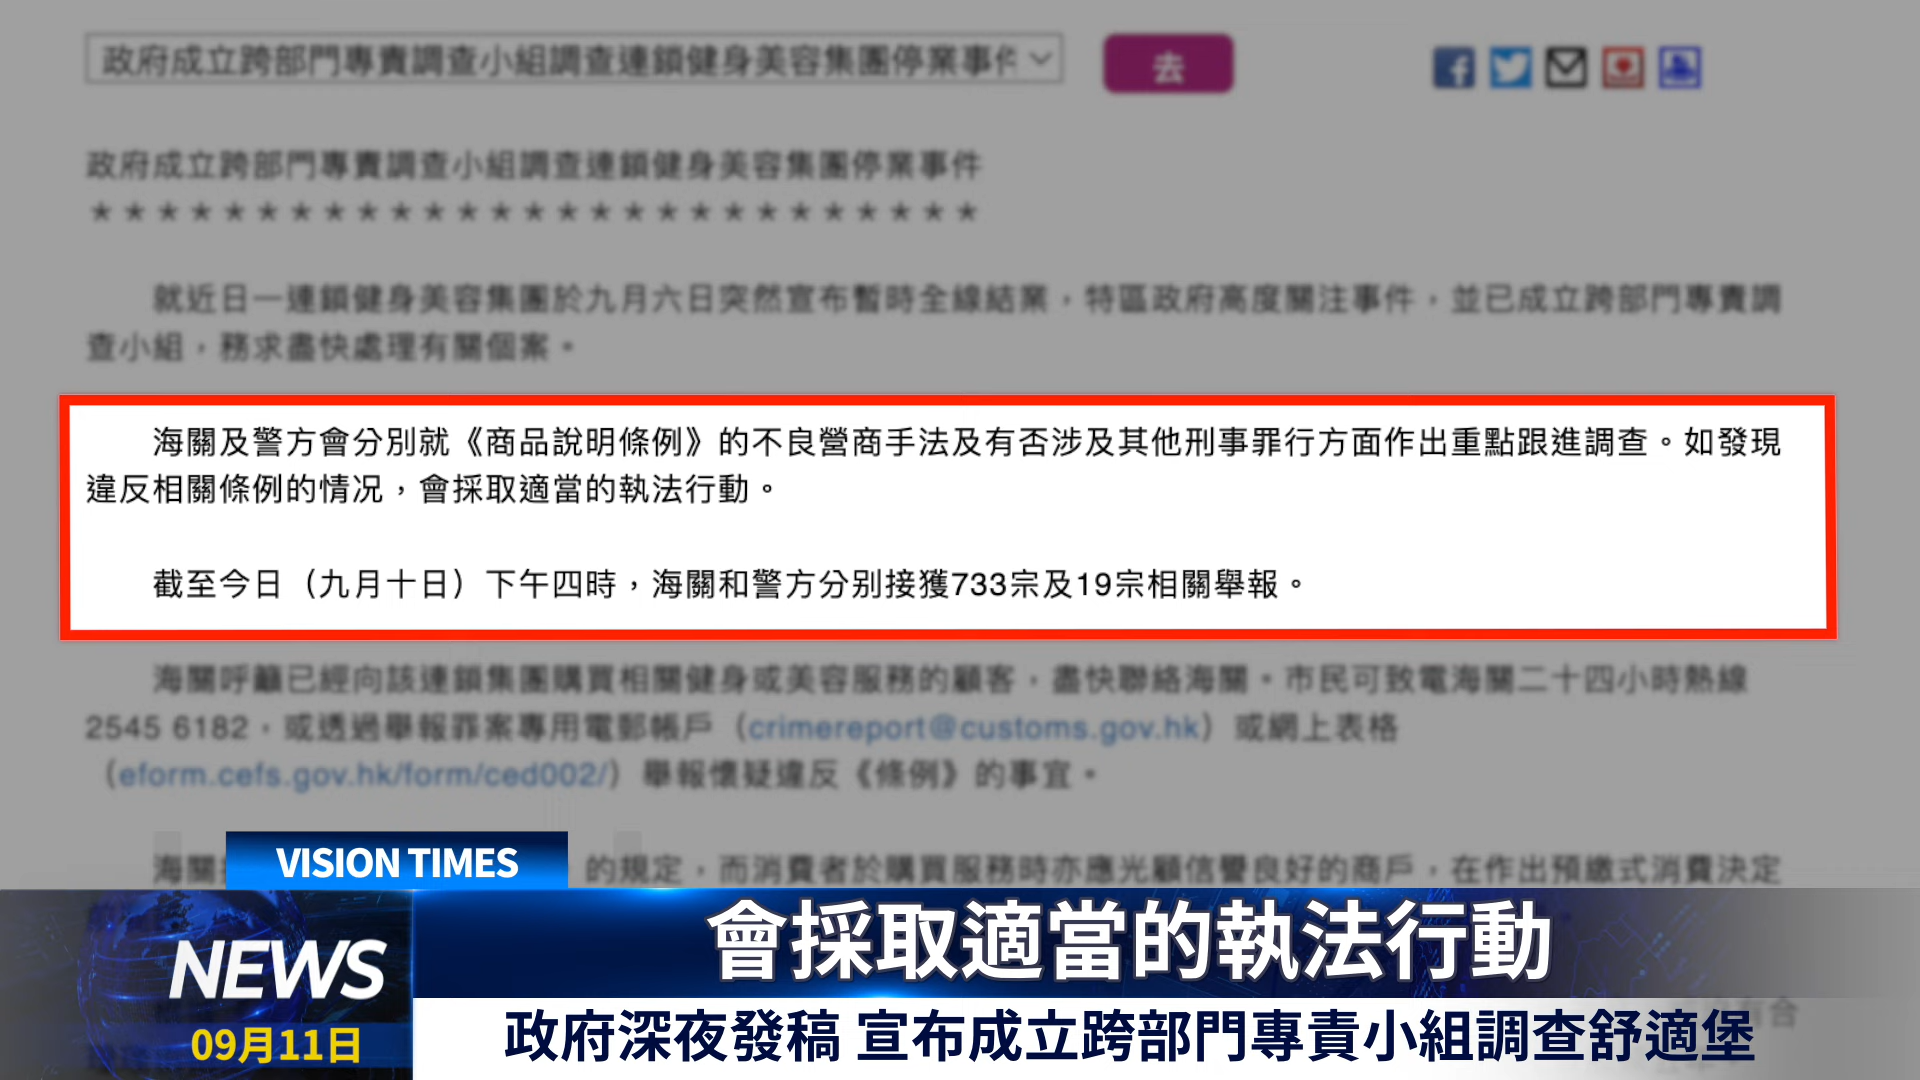 政府成立跨部門專責調查小組調查連鎖健身美容集團停業事件
去
政府成立跨部門專責調查小組調查連鎖健身美容集團停業事件
＊＊＊＊＊＊＊＊＊＊＊＊＊＊＊＊＊＊＊＊＊＊＊＊＊＊＊
就近日一連鎖健身美容集團於九月六日突然宣布暫時全線結業，特區政府高度關注事件，並已成立跨部門專責調
查小組，務求盡快處理有關個案。
海關及警方會分別就《商品說明條例》的不良營商手法及有否涉及其他刑事罪行方面作出重點跟進調查。如發現
違反相關條例的情况，會採取適當的執法行動。
截至今日（九月十日）下午四時，海關和警方分別接獲733宗及19宗相關舉報。
海關呼籲已經向該連鎖集團購買相關健身或美容服務的顧客，盡快聯絡海關。市民可致電海關二十四小時熱線
2545 6182，或透過舉報罪案專用電郵帳戶（crimereport@customs.gov.hk）或網上表格
（eform.cefs.gov.hk/form/ced002/）舉報懷疑違反《條例》的事宜。
海關 的規定，而消費者於購買服務時亦應光顧信譽良好的商戶，在作出預繳式消費決定
VISION TIMES
會採取適當的執法行動
NEWS
09月11日
政府深夜發稿 宣布成立跨部門專責小組調查舒適堡